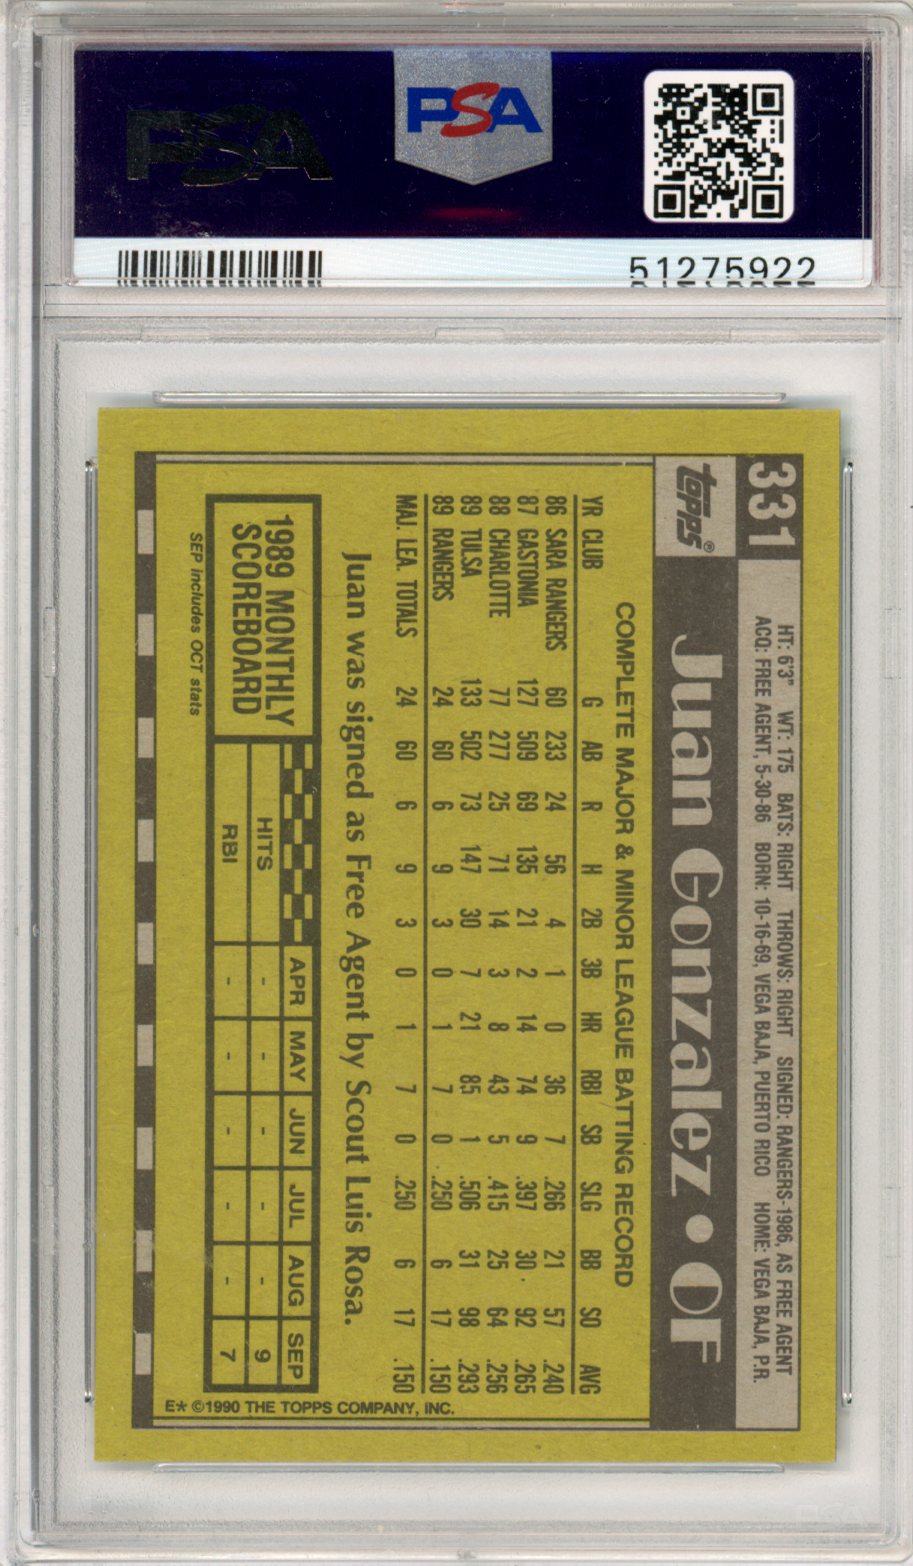 PSA
PSA
51275922
331
topps®
HT: 6'3" WT: 175 BATS: RIGHT THROWS: RIGHT SIGNED: RANGERS-1986, AS FREE AGENT
ACQ: FREE AGENT, 5-30-86 BORN: 10-16-69, VEGA BAJA, PUERTO RICO HOME: VEGA BAJA, P.R.
Juan Gonzalez • OF
COMPLETE MAJOR & MINOR LEAGUE BATTING RECORD
YR CLUB G AB R H 2B 3B HR RBI SB SLG BB SO AVG
86 SARA RANGERS 60 233 24 56 4 1 0 36 7 .266 21 57 .240
87 GASTONIA 127 509 69 135 21 2 14 74 9 .397 30 92 .265
88 CHARLOTTE 77 277 25 71 14 3 8 43 5 .415 25 64 .256
89 TULSA 133 502 73 147 30 7 21 85 1 .506 31 98 .293
89 RANGERS 24 60 6 9 3 0 1 7 0 .250 6 17 .150
MAJ. LEA. TOTALS 24 60 6 9 3 0 1 7 0 .250 6 17 .150
Juan was signed as Free Agent by Scout Luis Rosa.
1989 MONTHLY
SCOREBOARD
APR MAY JUN JUL AUG SEP
HITS - - - - - 9
RBI - - - - - 7
SEP includes OCT stats
E* ©1990 THE TOPPS COMPANY, INC.